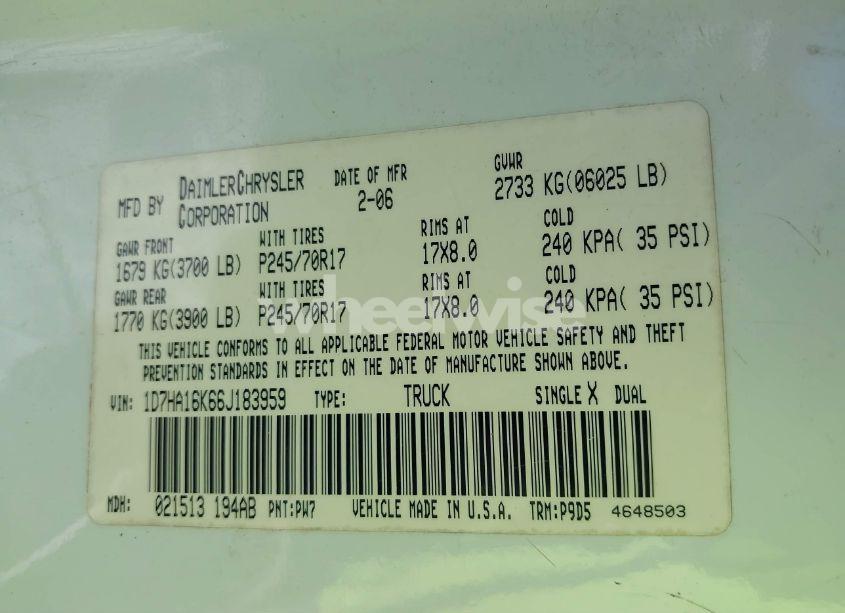 MFD BY DAIMLERCHRYSLER CORPORATION DATE OF MFR 2-06 GVWR 2733 KG(06025 LB)
GAWR FRONT WITH TIRES RIMS AT COLD
1679 KG(3700 LB) P245/70R17 17X8.0 240 KPA( 35 PSI)
GAWR REAR WITH TIRES RIMS AT COLD
1770 KG(3900 LB) P245/70R17 17X8.0 240 KPA( 35 PSI)
THIS VEHICLE CONFORMS TO ALL APPLICABLE FEDERAL MOTOR VEHICLE SAFETY AND THEFT
PREVENTION STANDARDS IN EFFECT ON THE DATE OF MANUFACTURE SHOWN ABOVE.
VIN: 1D7HA16K66J183959 TYPE: TRUCK SINGLE X DUAL
MDH: 021513 194AB PNT:PW7 VEHICLE MADE IN U.S.A. TRM:P9D5 4648503
wheelwise